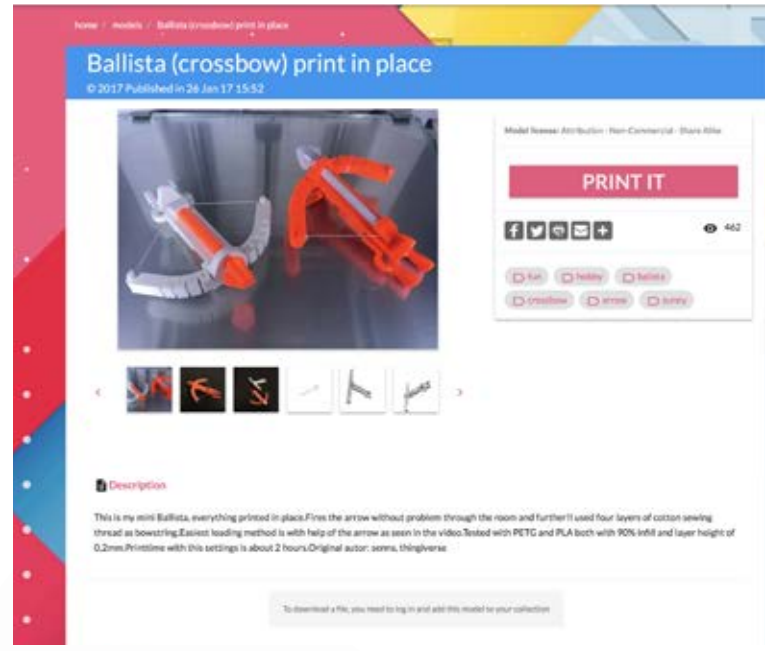 home / models / Ballista (crossbow) print in place
Ballista (crossbow) print in place
© 2017 Published in 26 Jan 17 15:52
Model license: Attribution - Non-Commercial - Share Alike
PRINT IT
462
fun hobby ballista
crossbow arrow
Description
This is my mini Ballista, everything printed in place.Fires the arrow without problem through the room and further!I used four layers of cotton sewing
thread as bowstring.Easiest loading method is with help of the arrow as seen in the video.Tested with PETG and PLA both with 90% infill and layer height of
0,2mm.Printtime with this settings is about 2 hours.Original autor: senns, thingiverse
To download a file, you need to log in and add this model to your collection